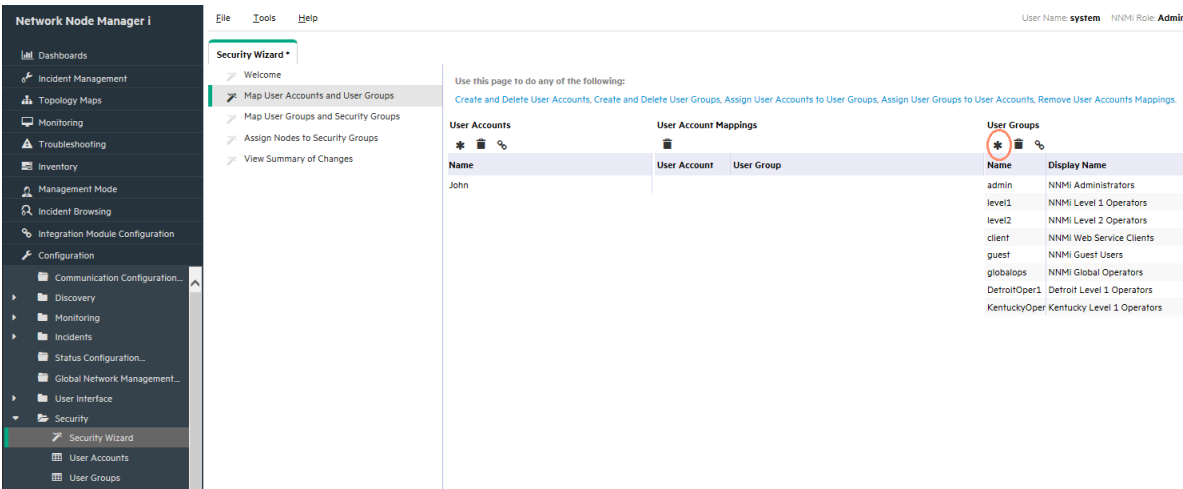 Network Node Manager i
File Tools Help
User Name: system NNMi Role: Admin
Dashboards
Incident Management
Topology Maps
Monitoring
Troubleshooting
Inventory
Management Mode
Incident Browsing
Integration Module Configuration
Configuration
Communication Configuration...
Discovery
Monitoring
Incidents
Status Configuration...
Global Network Management...
User Interface
Security
Security Wizard
User Accounts
User Groups
Security Wizard *
Welcome
Map User Accounts and User Groups
Map User Groups and Security Groups
Assign Nodes to Security Groups
View Summary of Changes
Use this page to do any of the following:
Create and Delete User Accounts, Create and Delete User Groups, Assign User Accounts to User Groups, Assign User Groups to User Accounts, Remove User Accounts Mappings.
User Accounts
Name
John
User Account Mappings
User Account User Group
User Groups
Name Display Name
admin NNMi Administrators
level1 NNMi Level 1 Operators
level2 NNMi Level 2 Operators
client NNMi Web Service Clients
guest NNMi Guest Users
globalops NNMi Global Operators
DetroitOper1 Detroit Level 1 Operators
KentuckyOper Kentucky Level 1 Operators